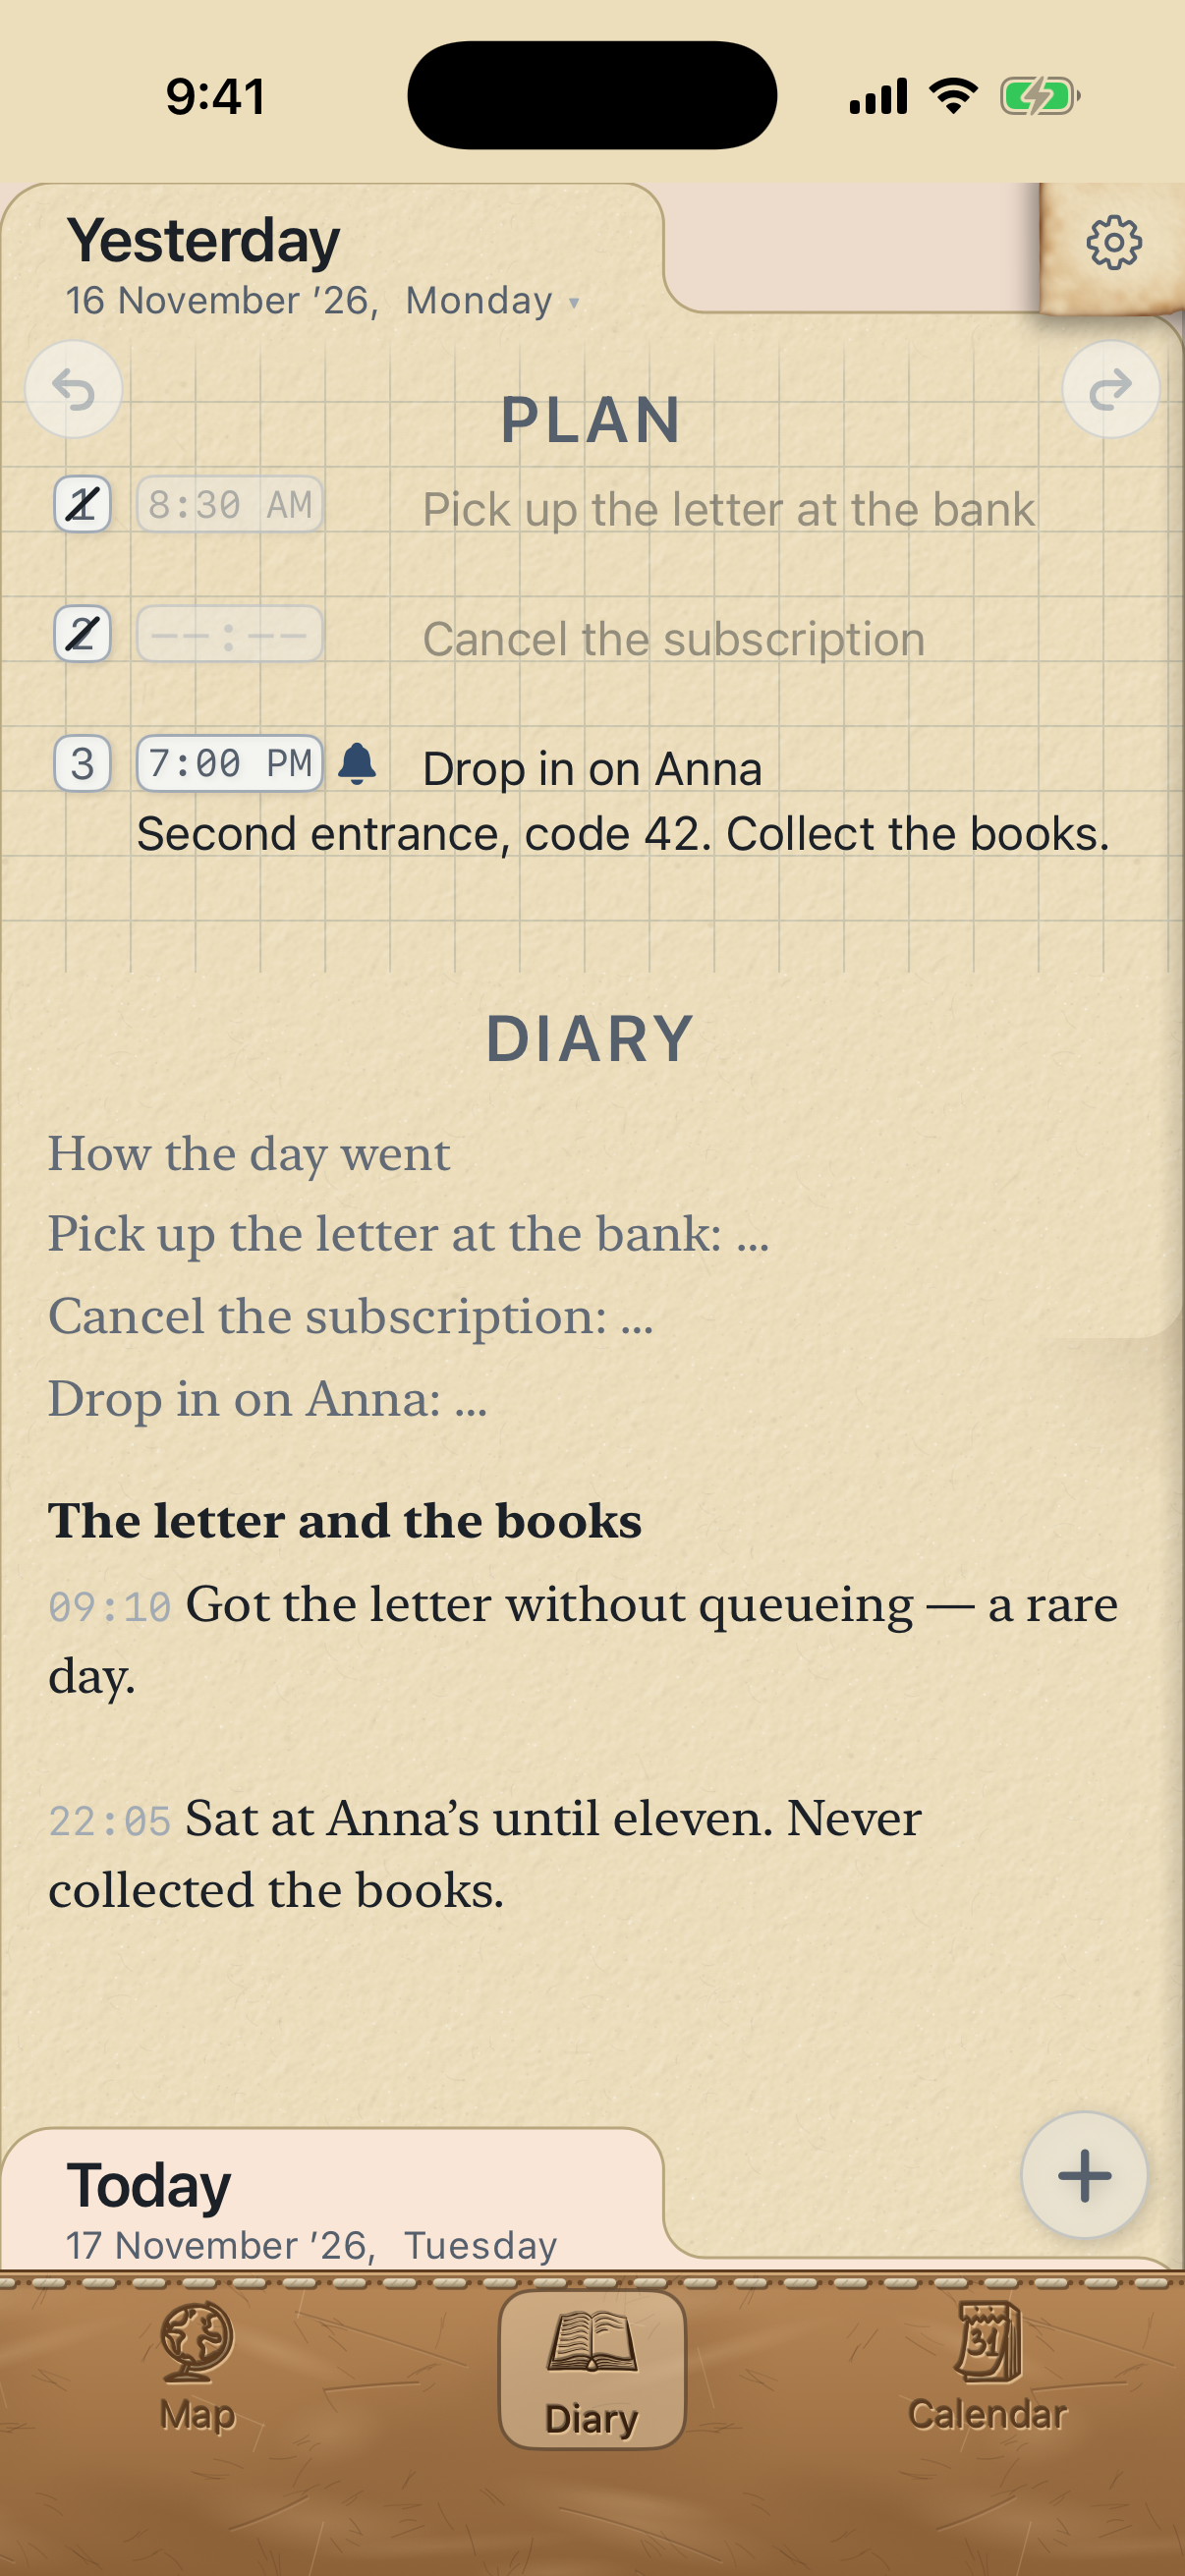 9:41
Yesterday
16 November ’26, Monday ▾
PLAN
1 8:30 AM Pick up the letter at the bank
2 --:-- Cancel the subscription
3 7:00 PM Drop in on Anna
Second entrance, code 42. Collect the books.
DIARY
How the day went
Pick up the letter at the bank: ...
Cancel the subscription: ...
Drop in on Anna: ...
The letter and the books
09:10 Got the letter without queueing — a rare
day.
22:05 Sat at Anna’s until eleven. Never
collected the books.
Today
17 November ’26, Tuesday
31
Map Diary Calendar